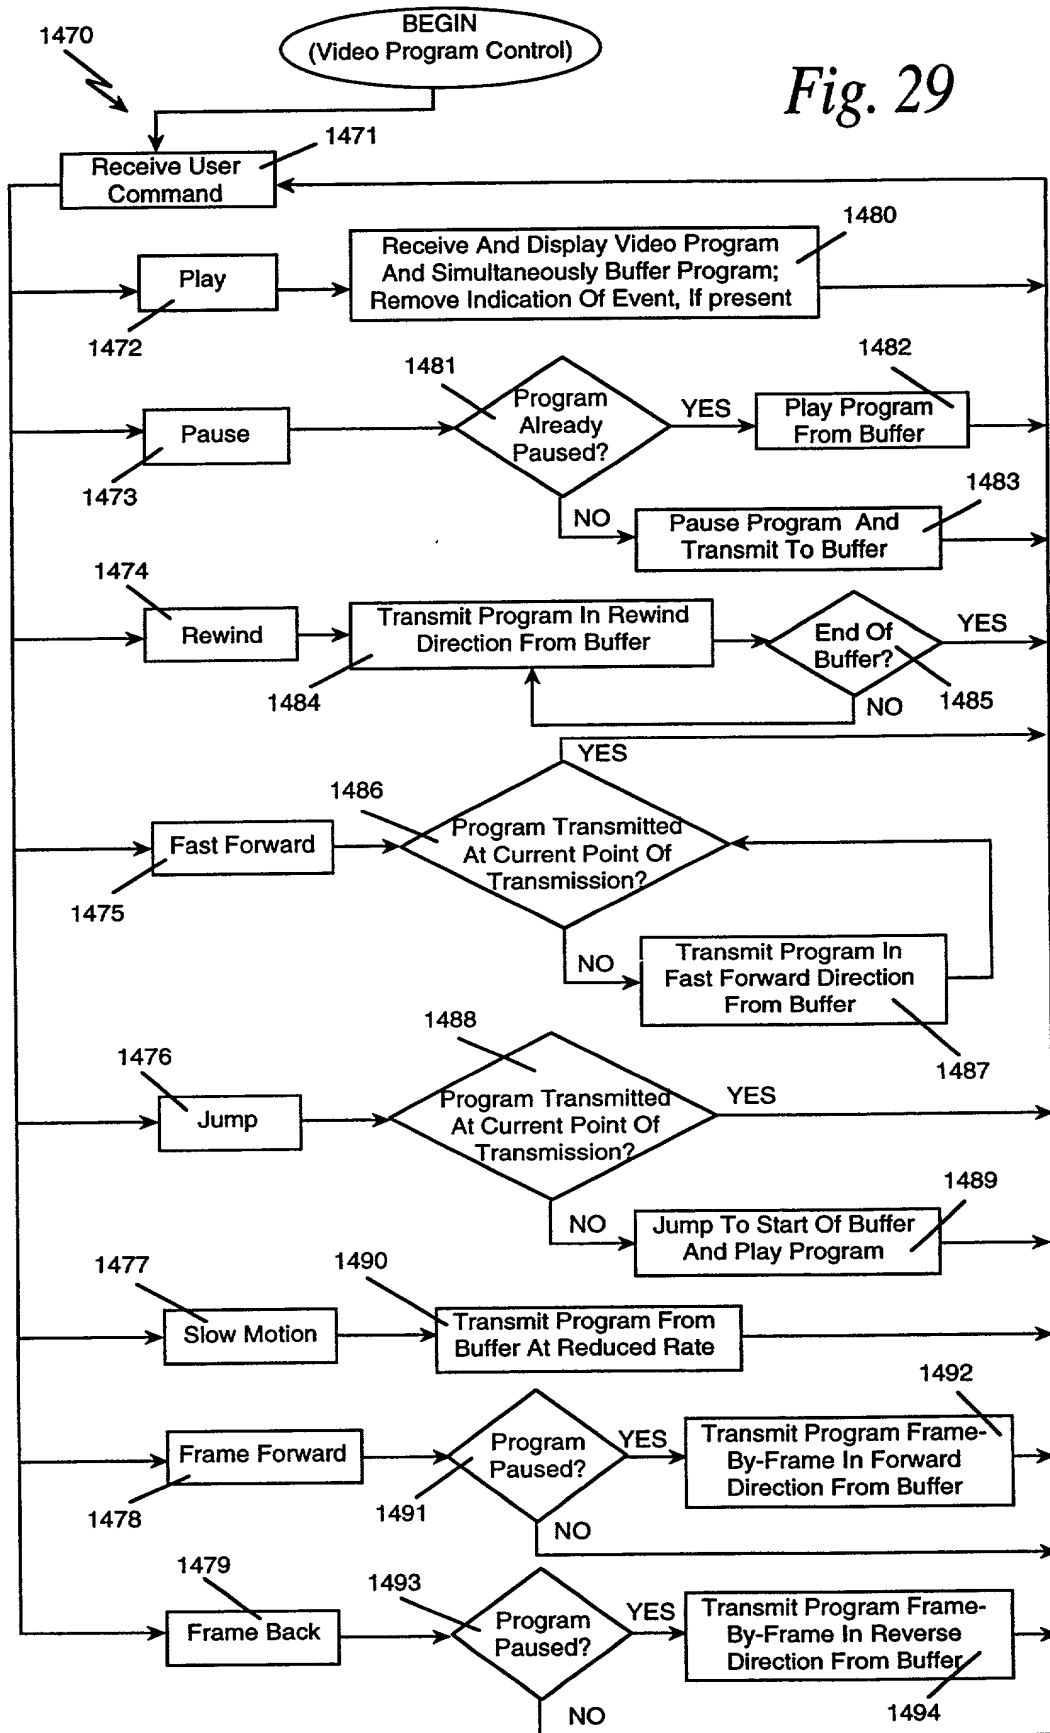 1470
BEGIN
(Video Program Control)
Fig. 29
1471
Receive User
Command
1480
Receive And Display Video Program
And Simultaneously Buffer Program;
Remove Indication Of Event, If present
Play
1472
1481
1482
Program
Already
Paused?
YES
Play Program
From Buffer
Pause
1473
NO
1483
Pause Program And
Transmit To Buffer
1474
Rewind
Transmit Program In Rewind
Direction From Buffer
End Of
Buffer?
YES
1484
1485
NO
YES
1486
Fast Forward
Program Transmitted
At Current Point Of
Transmission?
1475
NO
Transmit Program In
Fast Forward Direction
From Buffer
1487
1488
1476
Jump
Program Transmitted
At Current Point Of
Transmission?
YES
1489
NO
Jump To Start Of Buffer
And Play Program
1477
1490
Slow Motion
Transmit Program From
Buffer At Reduced Rate
1492
Frame Forward
Program
Paused?
YES
Transmit Program Frame-
By-Frame In Forward
Direction From Buffer
1478
1491
NO
1479
1493
Frame Back
Program
Paused?
YES
Transmit Program Frame-
By-Frame In Reverse
Direction From Buffer
1494
NO